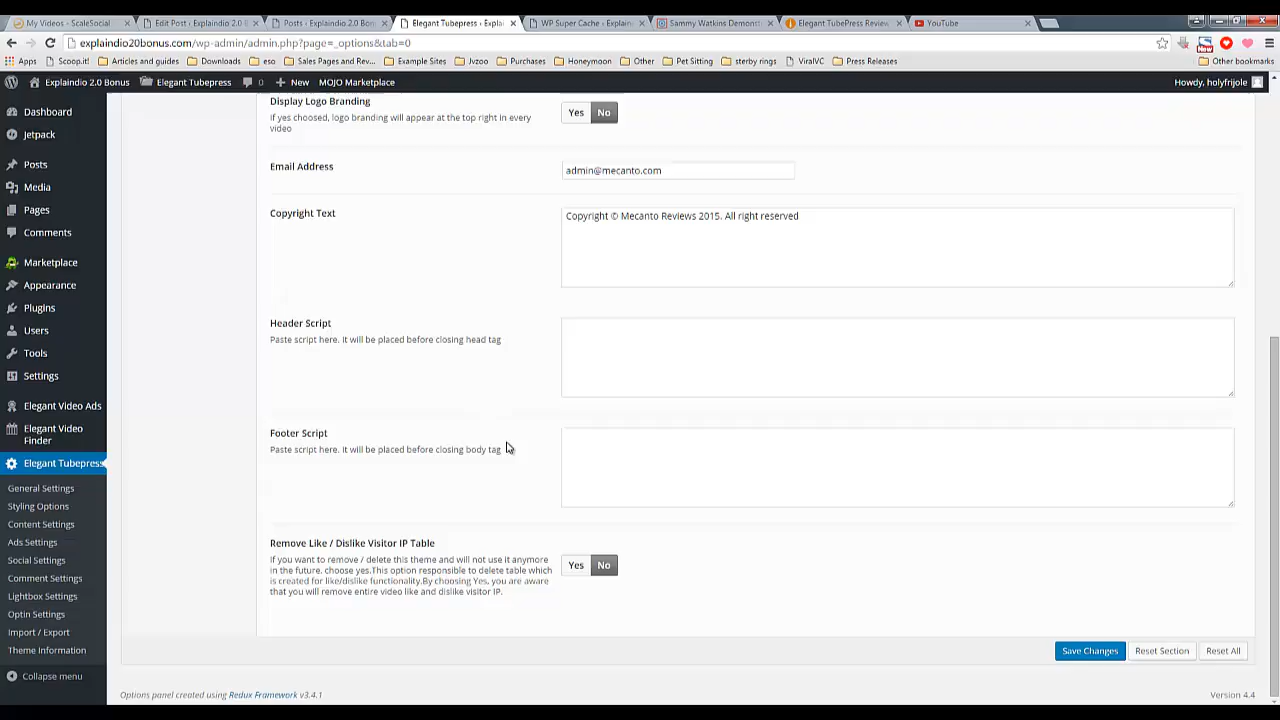 My Videos - ScaleSocial
Edit Post ‹ Explaindio 2.0 B
Posts ‹ Explaindio 2.0 Bon
Elegant Tubepress ‹ Explai
WP Super Cache ‹ Explain
Sammy Watkins Demonst
Elegant TubePress Review
YouTube
explaindio20bonus.com/wp-admin/admin.php?page=_options&tab=0
Apps
Scoop.it!
Articles and guides
Downloads
eso
Sales Pages and Rev...
Example Sites
Jvzoo
Purchases
Honeymoon
Other
Pet Sitting
sterby rings
ViralVC
Press Releases
Other bookmarks
Explaindio 2.0 Bonus
Elegant Tubepress
0
New
MOJO Marketplace
Howdy, holyfrijole
Dashboard
Jetpack
Posts
Media
Pages
Comments
Marketplace
Appearance
Plugins
Users
Tools
Settings
Elegant Video Ads
Elegant Video
Finder
Elegant Tubepress
General Settings
Styling Options
Content Settings
Ads Settings
Social Settings
Comment Settings
Lightbox Settings
Optin Settings
Import / Export
Theme Information
Collapse menu
Display Logo Branding
If yes choosed, logo branding will appear at the top right in every
video
Yes No
Email Address
admin@mecanto.com
Copyright Text
Copyright © Mecanto Reviews 2015. All right reserved
Header Script
Paste script here. It will be placed before closing head tag
Footer Script
Paste script here. It will be placed before closing body tag
Remove Like / Dislike Visitor IP Table
If you want to remove / delete this theme and will not use it anymore
in the future. choose yes.This option responsible to delete table which
is created for like/dislike functionality.By choosing Yes, you are aware
that you will remove entire video like and dislike visitor IP.
Yes No
Save Changes
Reset Section
Reset All
Options panel created using Redux Framework v3.4.1
Version 4.4